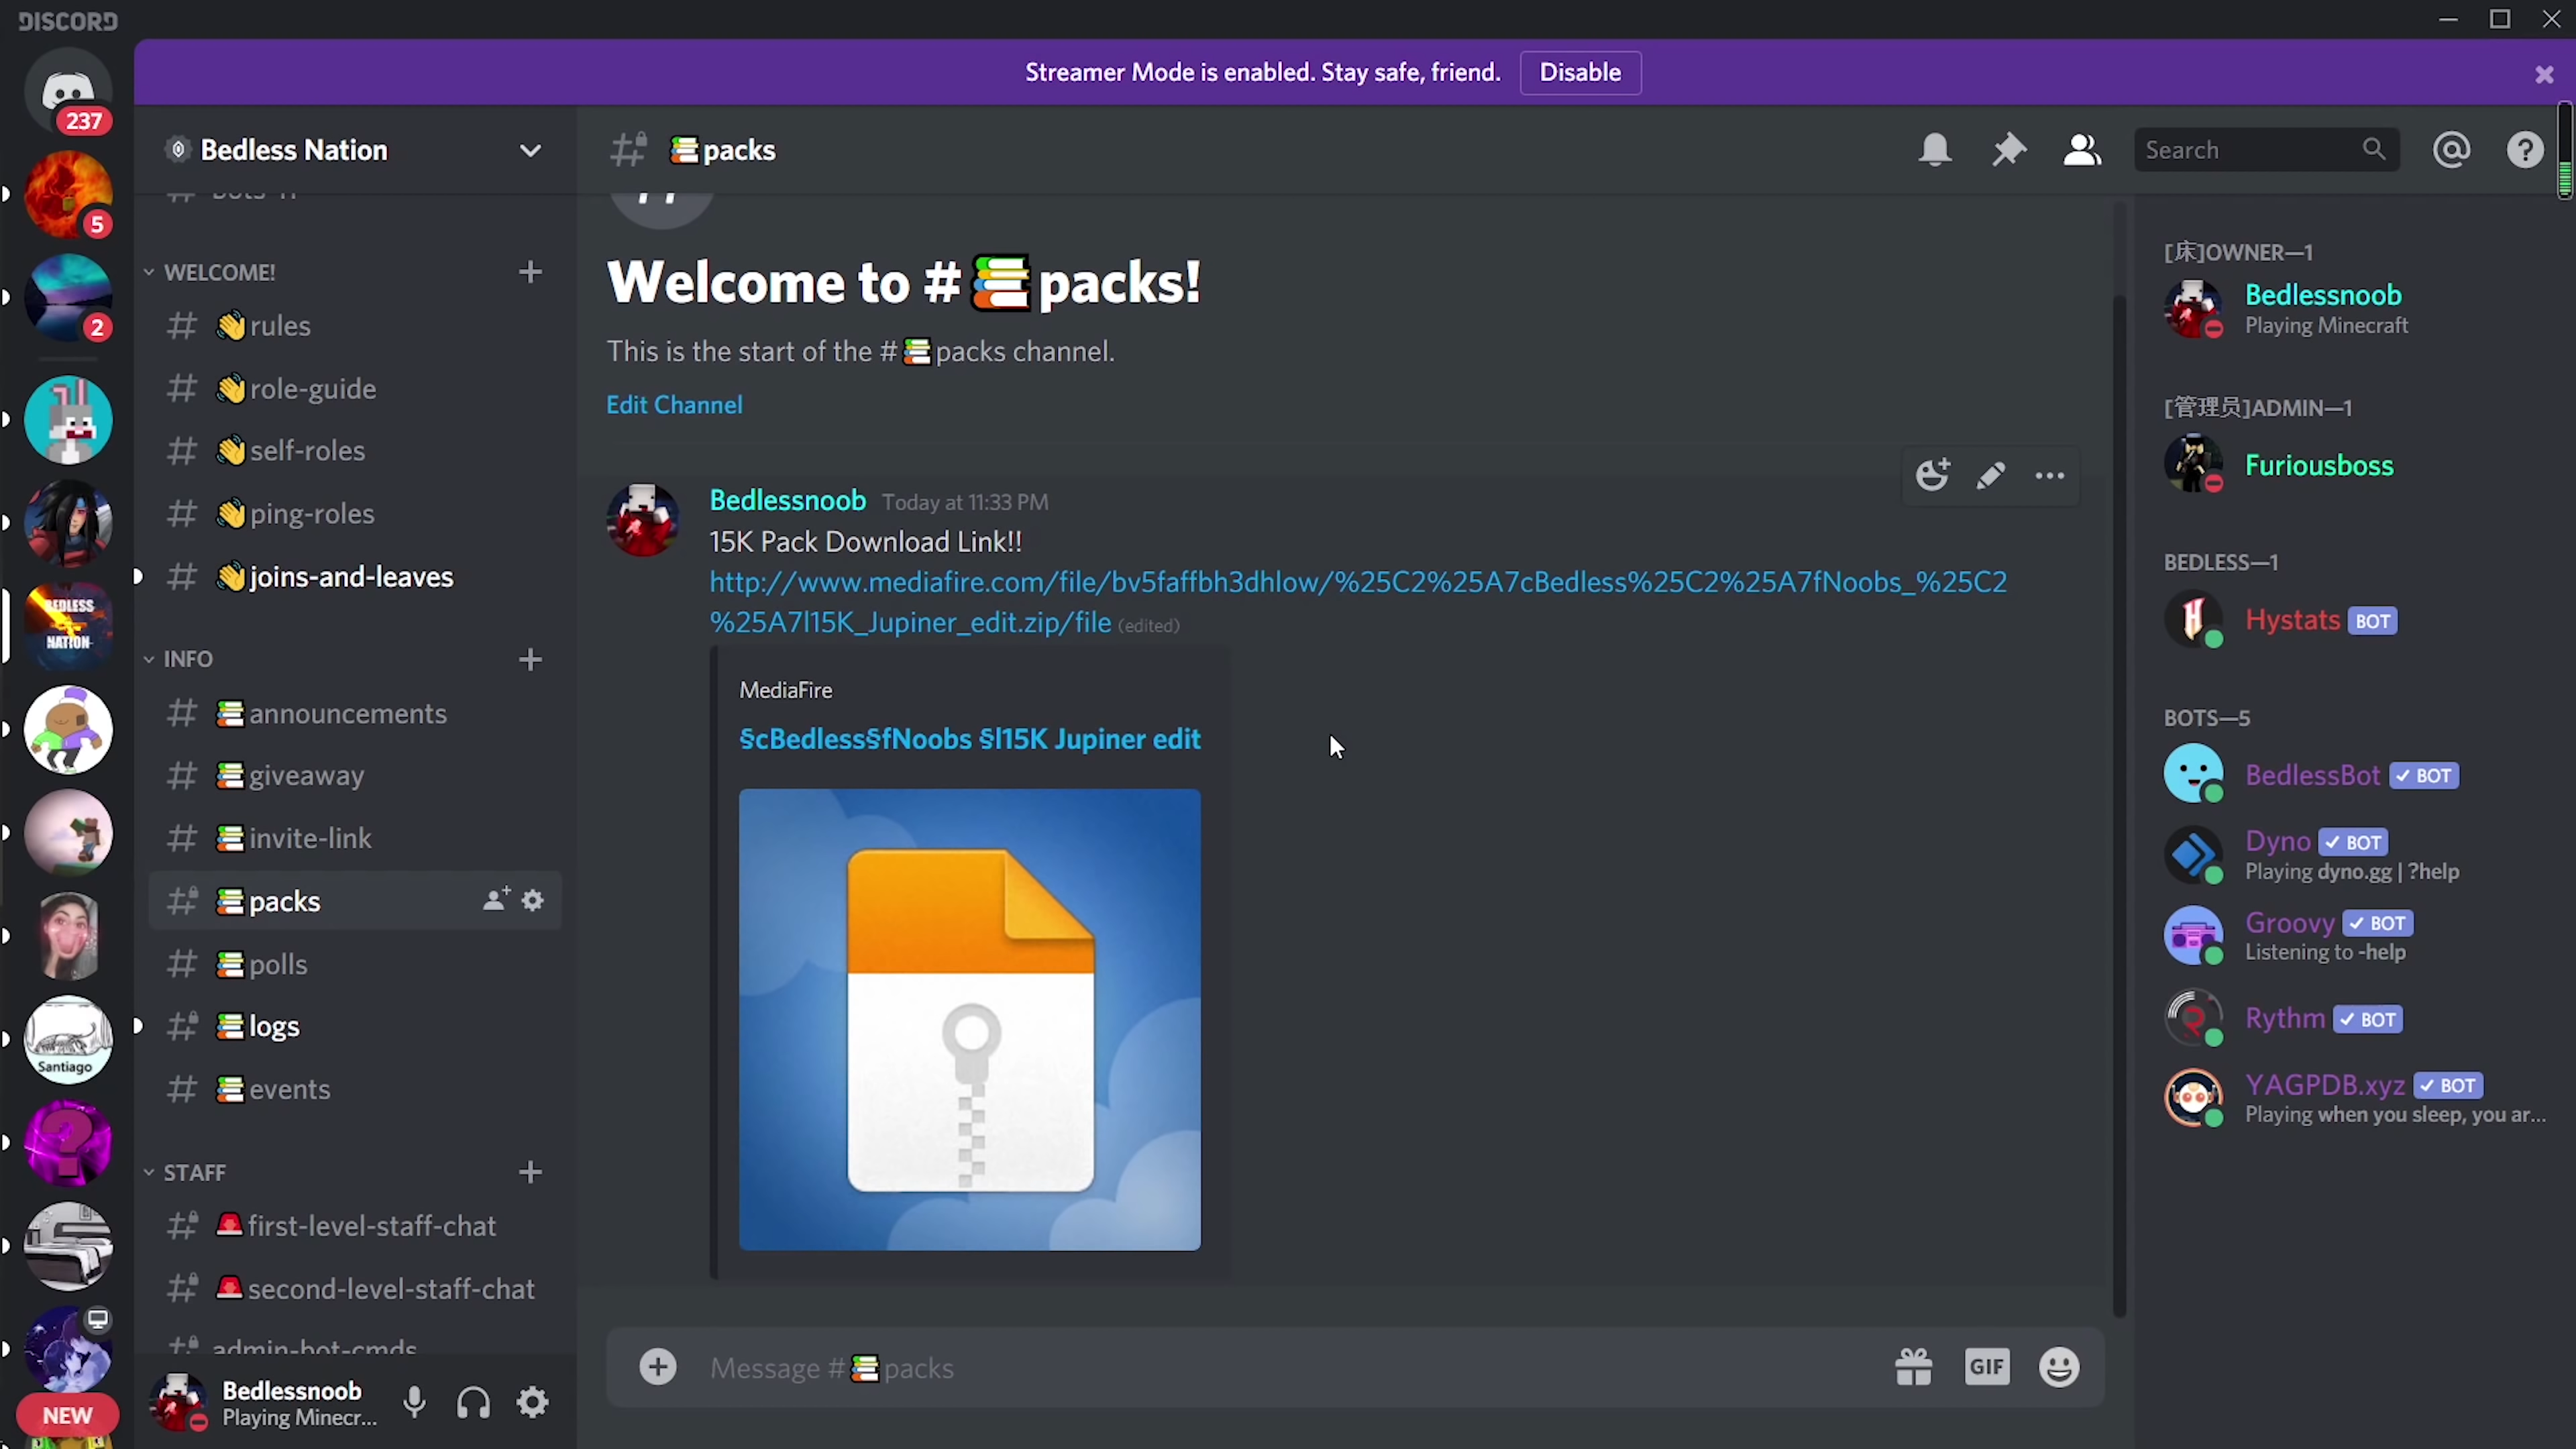 DISCORD
Streamer Mode is enabled. Stay safe, friend.
Disable
237
5
2
BEDLESS
NATION
Santiago
NEW
Bedless Nation
WELCOME!
👋rules
👋role-guide
👋self-roles
👋ping-roles
👋joins-and-leaves
INFO
📚announcements
📚giveaway
📚invite-link
📚packs
📚polls
📚logs
📚events
STAFF
🚨first-level-staff-chat
🚨second-level-staff-chat
admin-bot-cmds
Bedlessnoob
Playing Minecr...
📚packs
Search
Welcome to #📚packs!
This is the start of the #📚packs channel.
Edit Channel
Bedlessnoob Today at 11:33 PM
15K Pack Download Link!!
http://www.mediafire.com/file/bv5faffbh3dhlow/%25C2%25A7cBedless%25C2%25A7fNoobs_%25C2
%25A7l15K_Jupiner_edit.zip/file (edited)
MediaFire
§cBedless§fNoobs §l15K Jupiner edit
Message #📚packs
GIF
[床]OWNER—1
Bedlessnoob
Playing Minecraft
[管理员]ADMIN—1
Furiousboss
BEDLESS—1
Hystats BOT
BOTS—5
BedlessBot ✓ BOT
Dyno ✓ BOT
Playing dyno.gg | ?help
Groovy ✓ BOT
Listening to -help
Rythm ✓ BOT
YAGPDB.xyz ✓ BOT
Playing when you sleep, you ar...